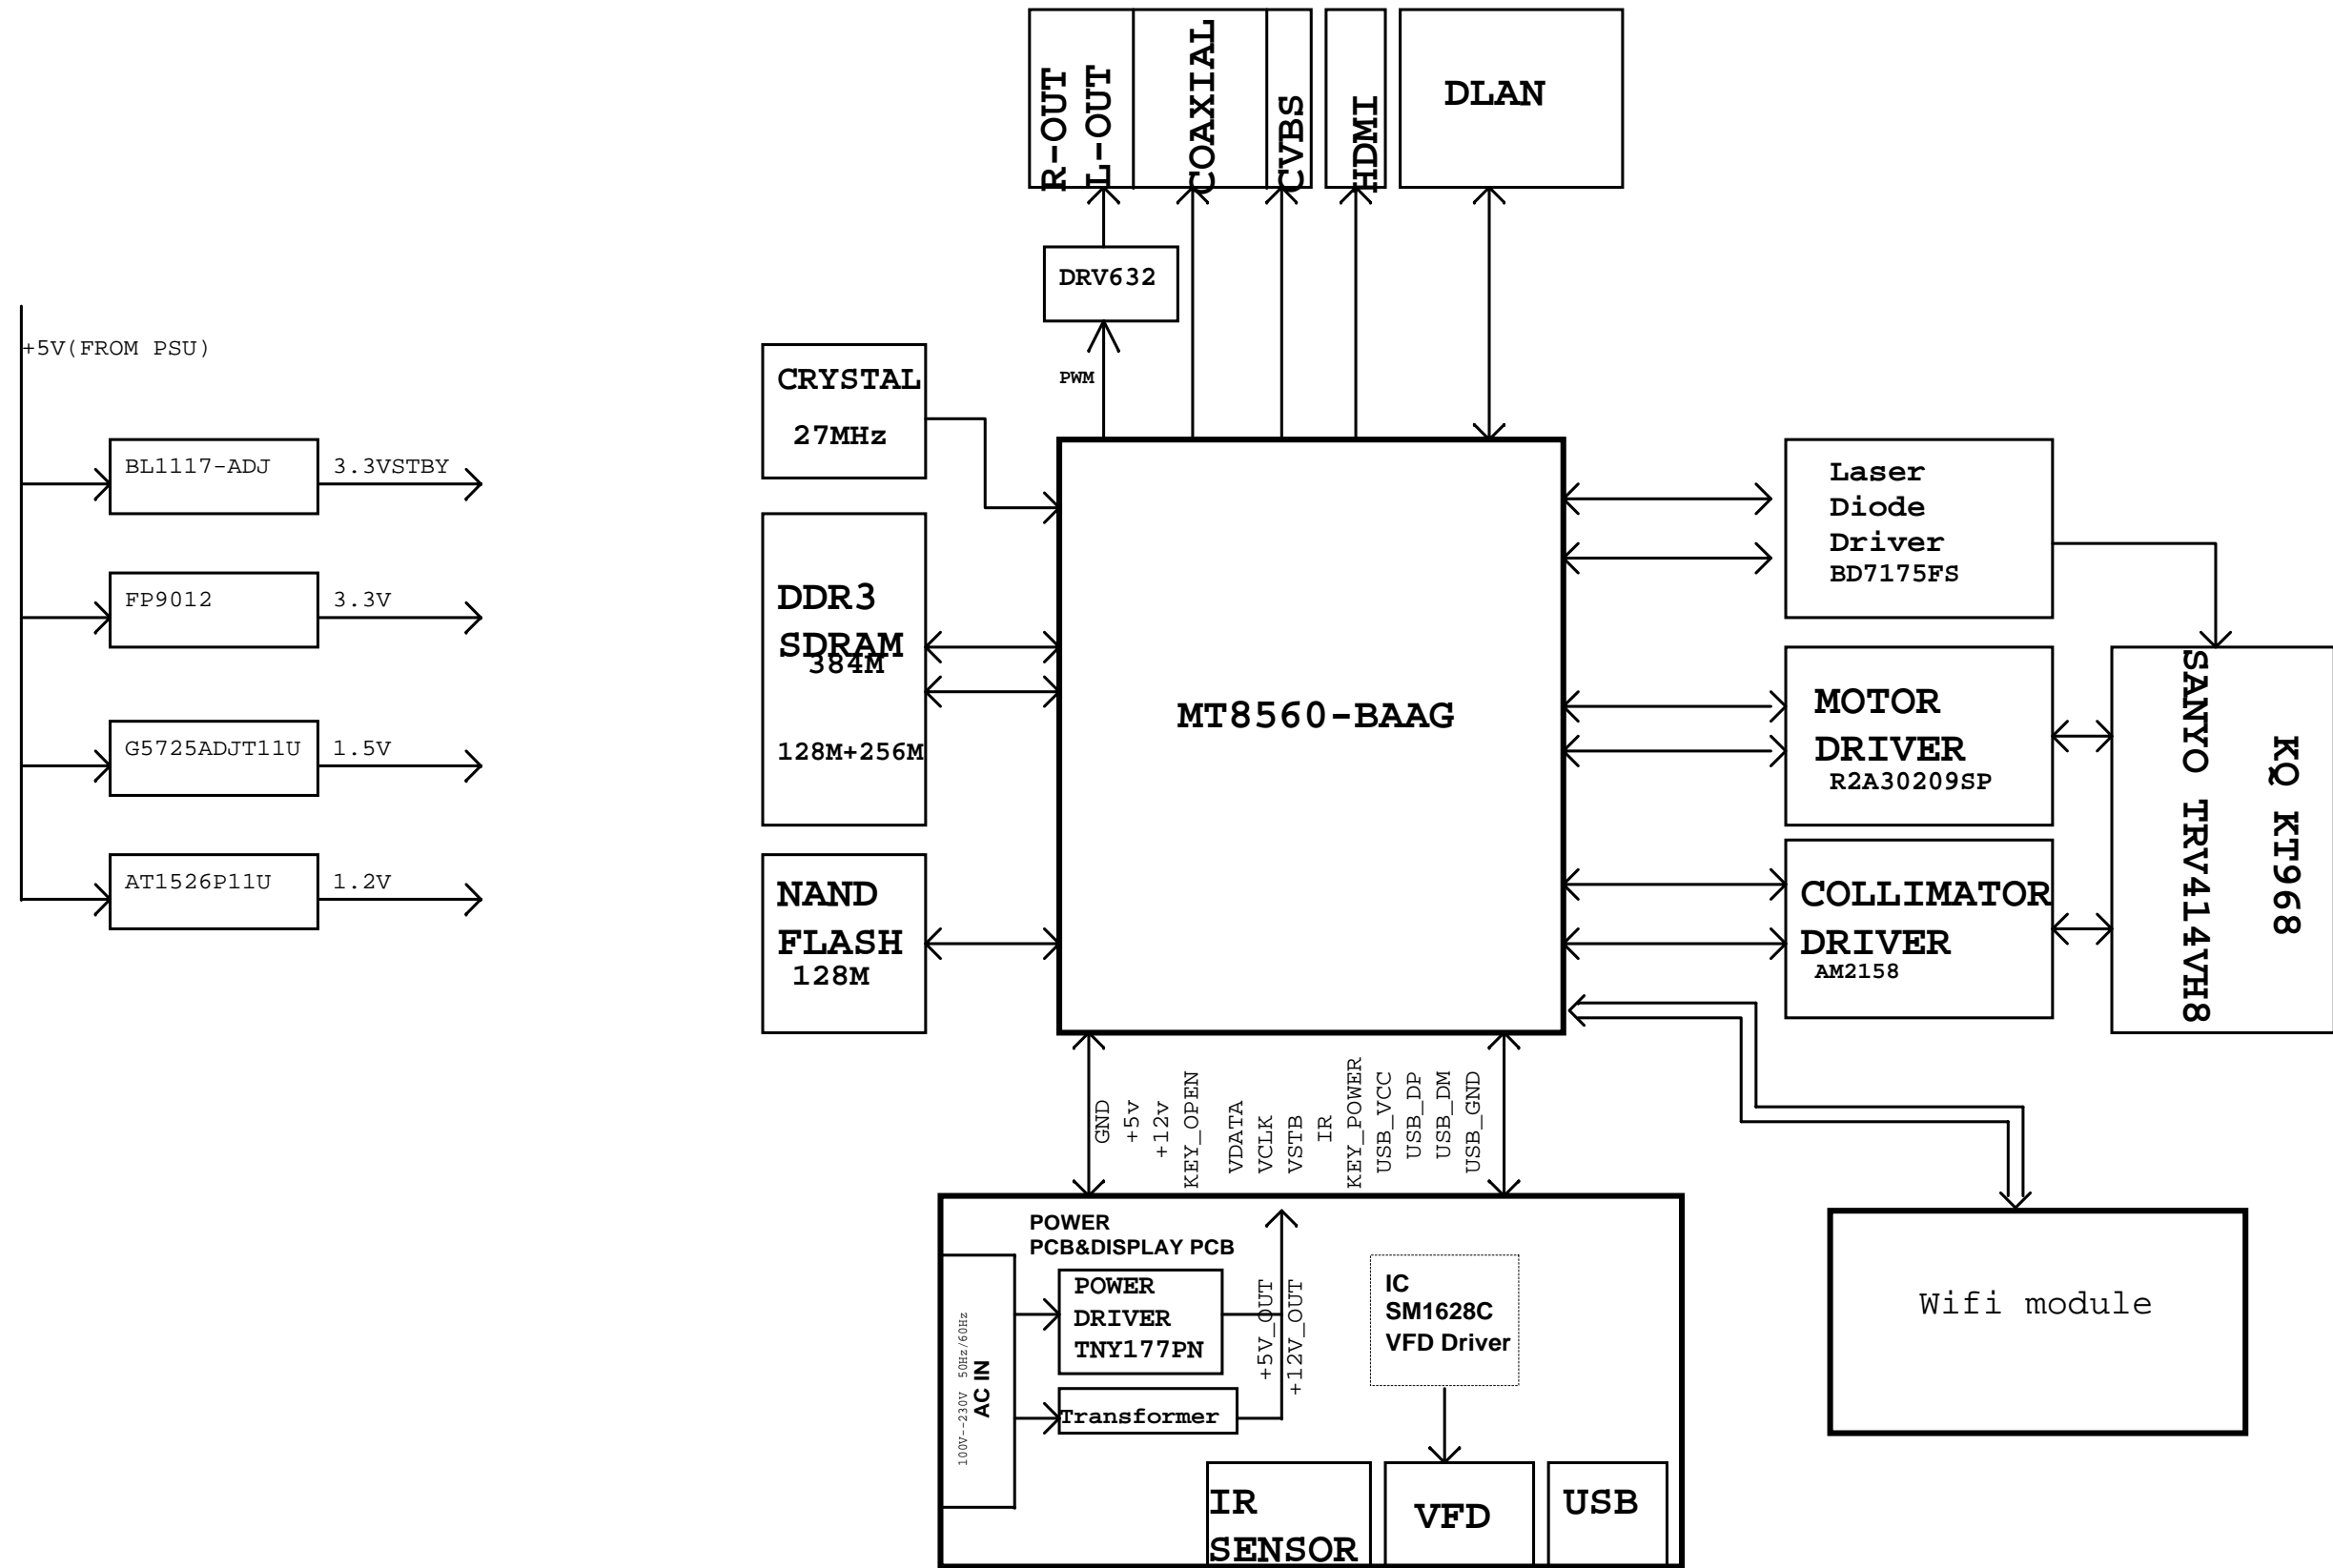 R-OUT
L-OUT
COAXIAL
CVBS
HDMI
DLAN
DRV632
PWM
+5V(FROM PSU)
BL1117-ADJ
3.3VSTBY
FP9012
3.3V
G5725ADJT11U
1.5V
AT1526P11U
1.2V
CRYSTAL
27MHz
DDR3
SDRAM
384M
128M+256M
NAND
FLASH
128M
MT8560-BAAG
Laser
Diode
Driver
BD7175FS
MOTOR
DRIVER
R2A30209SP
COLLIMATOR
DRIVER
AM2158
KQ KT968
SANYO TRV4114VH8
GND
+5v
+12v
KEY_OPEN
VDATA
VCLK
VSTB
IR
KEY_POWER
USB_VCC
USB_DP
USB_DM
USB_GND
POWER
PCB&DISPLAY PCB
100V--230V 50Hz/60Hz
AC IN
POWER
DRIVER
TNY177PN
Transformer
+5V_OUT
+12V_OUT
IC
SM1628C
VFD Driver
IR
SENSOR
VFD
USB
Wifi module